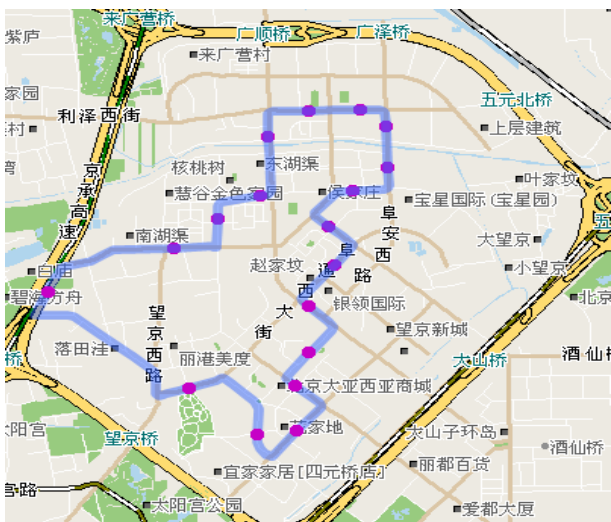 来广营桥
广顺桥
广泽桥
紫庐
来广营村
家园
五元北桥
利泽西街
上层建筑
核桃树
东湖渠
叶家坟
京承高速
慧谷金色家园
侯家庄
宝星国际(宝星园)
阜安西路
南湖渠
大望京
白庙
赵家坟
阜通西大街
小望京
碧海方舟
银领国际
北京
望京西路
望京新城
落田洼
丽港美度
大山桥
酒仙桥
桥
北京大亚西亚商城
太阳宫
望京桥
花家地
大山子环岛
酒仙桥
宜家家居[四元桥店]
丽都百货
宫路
太阳宫公园
爱都大厦